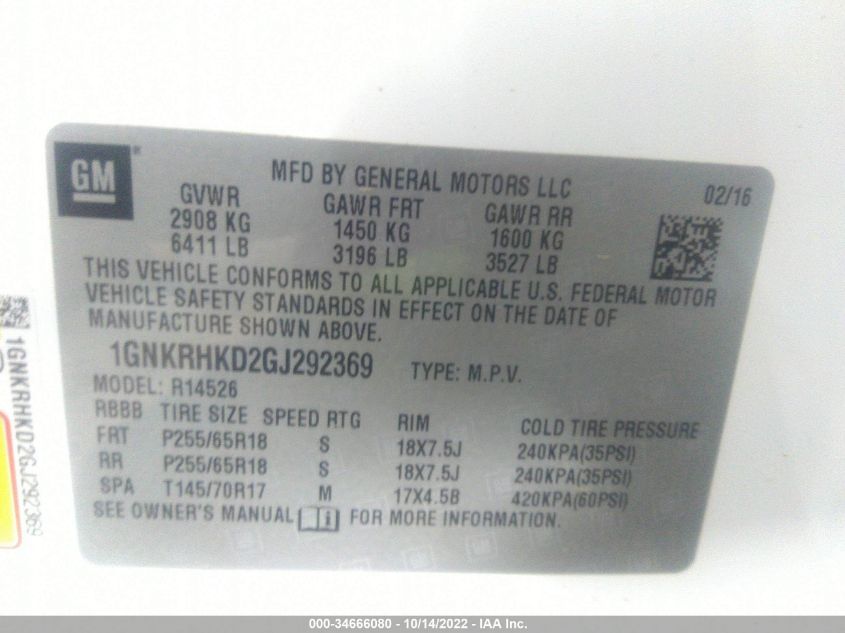 GM
MFD BY GENERAL MOTORS LLC
02/16
GVWR GAWR FRT GAWR RR
2908 KG 1450 KG 1600 KG
6411 LB 3196 LB 3527 LB
THIS VEHICLE CONFORMS TO ALL APPLICABLE U.S. FEDERAL MOTOR
VEHICLE SAFETY STANDARDS IN EFFECT ON THE DATE OF
MANUFACTURE SHOWN ABOVE.
1GNKRHKD2GJ292369 TYPE: M.P.V.
MODEL: R14526
RBBB TIRE SIZE SPEED RTG RIM COLD TIRE PRESSURE
FRT P255/65R18 S 18X7.5J 240KPA(35PSI)
RR P255/65R18 S 18X7.5J 240KPA(35PSI)
SPA T145/70R17 M 17X4.5B 420KPA(60PSI)
SEE OWNER'S MANUAL i FOR MORE INFORMATION.
1GNKRHKD2GJ292369
000-34666080 - 10/14/2022 - IAA Inc.